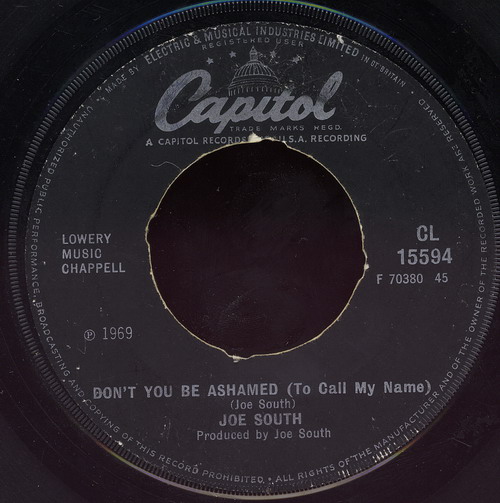 MADE BY ELECTRIC & MUSICAL INDUSTRIES LIMITED IN GT BRITAIN
REGISTERED USER
Capitol
TRADE MARKS REGD.
A CAPITOL RECORDS U.S.A. RECORDING
LOWERY
MUSIC
CHAPPELL
CL
15594
F 70380 45
℗ 1969
DON'T YOU BE ASHAMED (To Call My Name)
(Joe South)
JOE SOUTH
Produced by Joe South
ALL RIGHTS OF THE MANUFACTURER AND OF THE OWNER OF THE RECORDED WORK ARE RESERVED
UNAUTHORIZED PUBLIC PERFORMANCE, BROADCASTING AND COPYING OF THIS RECORD PROHIBITED.